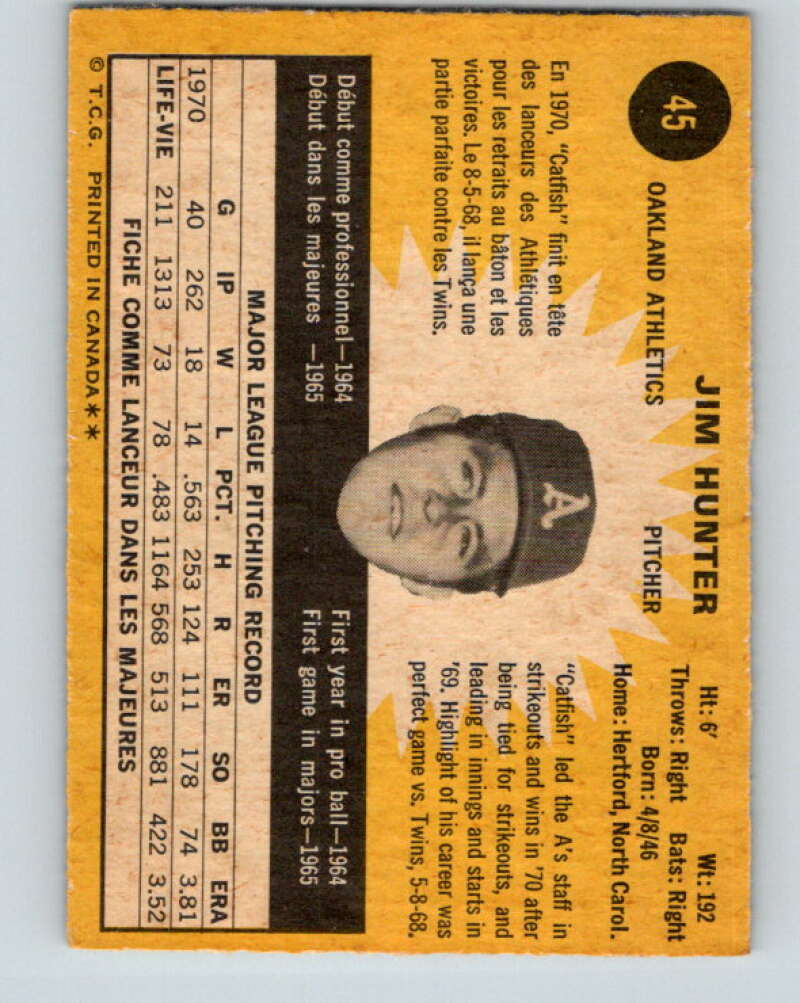 45
JIM HUNTER
OAKLAND ATHLETICS PITCHER
Ht: 6' Wt: 192
Throws: Right Bats: Right
Born: 4/8/46
Home: Hertford, North Carol.
En 1970, "Catfish" finit en tête
des lanceurs des Athlétiques
pour les retraits au bâton et les
victoires. Le 8-5-68, il lança une
partie parfaite contre les Twins.
A
"Catfish" led the A's staff in
strikeouts and wins in '70 after
being tied for strikeouts, and
leading in innings and starts in
'69. Highlight of his career was
perfect game vs. Twins, 5-8-68.
Début comme professionnel—1964
Début dans les majeures —1965
First year in pro ball—1964
First game in majors—1965
MAJOR LEAGUE PITCHING RECORD
G IP W L PCT. H R ER SO BB ERA
1970 40 262 18 14 .563 253 124 111 178 74 3.81
LIFE-VIE 211 1313 73 78 .483 1164 568 513 881 422 3.52
FICHE COMME LANCEUR DANS LES MAJEURES
© T.C.G. PRINTED IN CANADA**